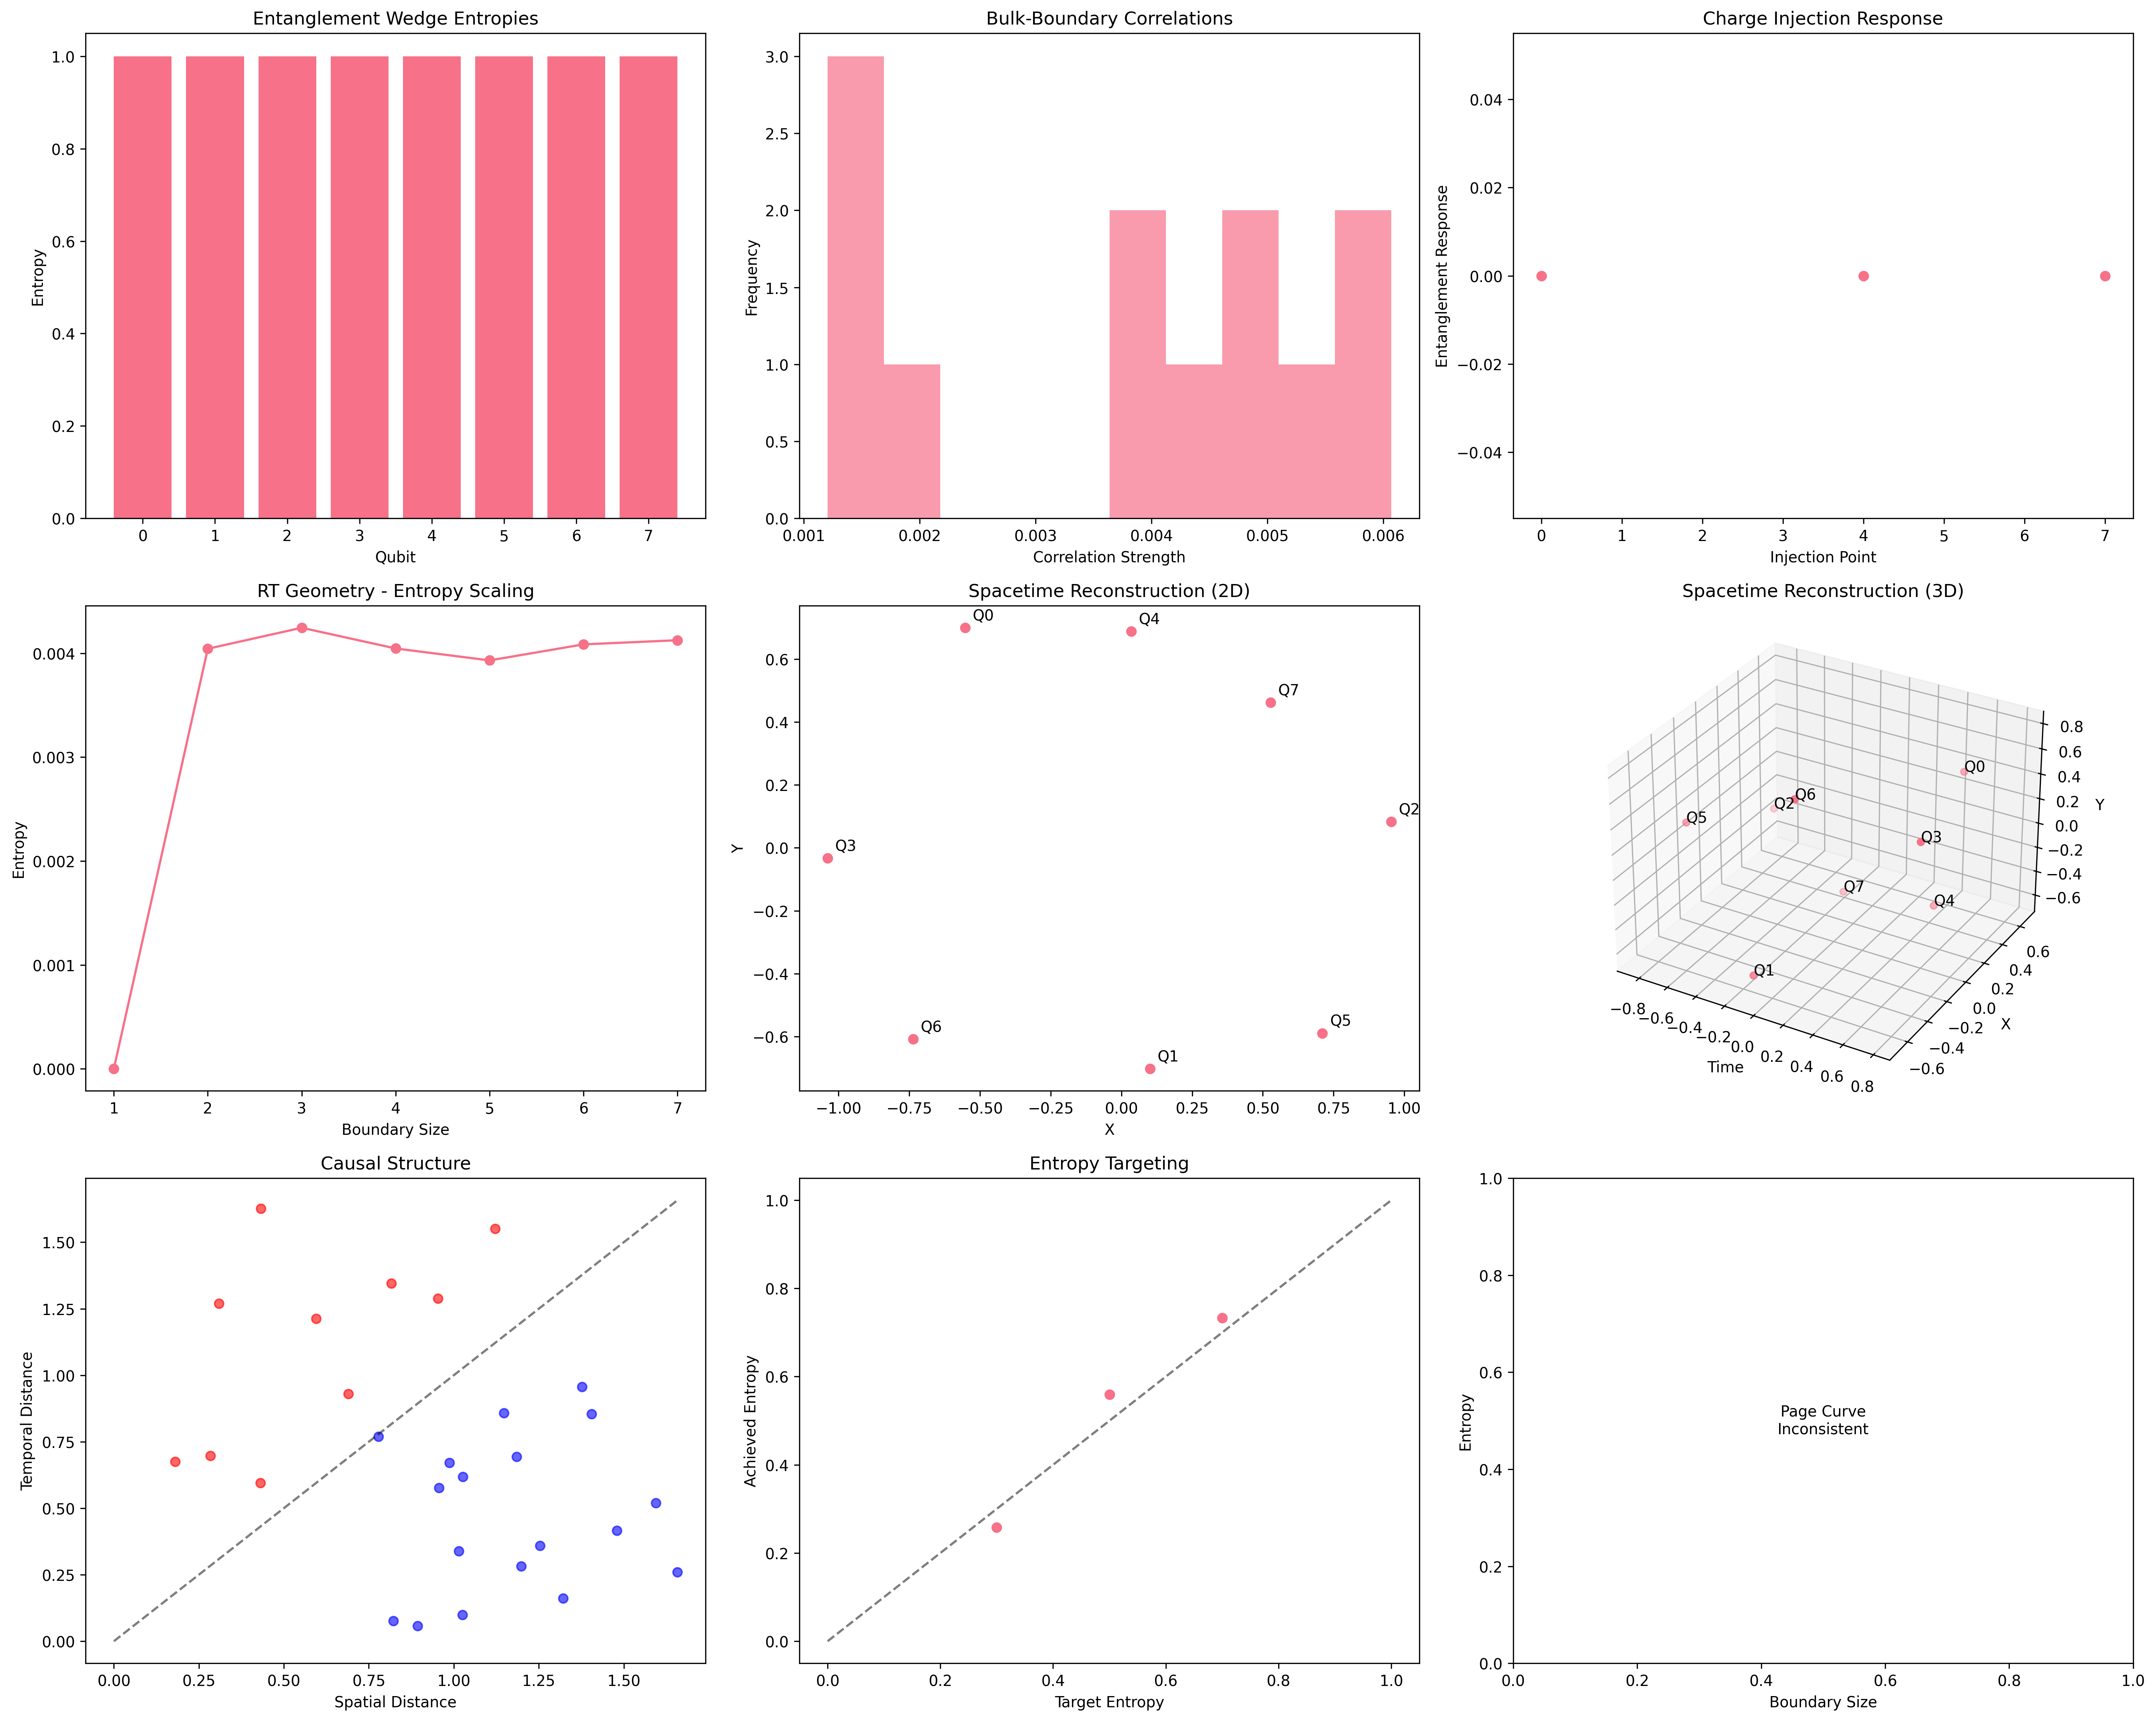 Entanglement Wedge Entropies
1.0
0.8
0.6
0.4
0.2
0.0
Entropy
0 1 2 3 4 5 6 7
Qubit
Bulk-Boundary Correlations
3.0
2.5
2.0
1.5
1.0
0.5
0.0
Frequency
0.001 0.002 0.003 0.004 0.005 0.006
Correlation Strength
Charge Injection Response
0.04
0.02
0.00
−0.02
−0.04
Entanglement Response
0 1 2 3 4 5 6 7
Injection Point
RT Geometry - Entropy Scaling
0.004
0.003
0.002
0.001
0.000
Entropy
1 2 3 4 5 6 7
Boundary Size
Spacetime Reconstruction (2D)
0.6
0.4
0.2
0.0
−0.2
−0.4
−0.6
Y
Q0
Q4
Q7
Q2
Q3
Q6
Q5
Q1
−1.00 −0.75 −0.50 −0.25 0.00 0.25 0.50 0.75 1.00
X
Spacetime Reconstruction (3D)
Q0
Q6
Q2
Q5
Q3
Q7
Q4
Q1
0.8
0.6
0.4
0.2
0.0
−0.2
−0.4
−0.6
Y
0.6
0.4
0.2
0.0
−0.2
−0.4
−0.6
X
−0.8 −0.6 −0.4 −0.2 0.0 0.2 0.4 0.6 0.8
Time
Causal Structure
1.50
1.25
1.00
0.75
0.50
0.25
0.00
Temporal Distance
0.00 0.25 0.50 0.75 1.00 1.25 1.50
Spatial Distance
Entropy Targeting
1.0
0.8
0.6
0.4
0.2
0.0
Achieved Entropy
0.0 0.2 0.4 0.6 0.8 1.0
Target Entropy
1.0
0.8
0.6
0.4
0.2
0.0
Entropy
Page Curve
Inconsistent
0.0 0.2 0.4 0.6 0.8 1.0
Boundary Size